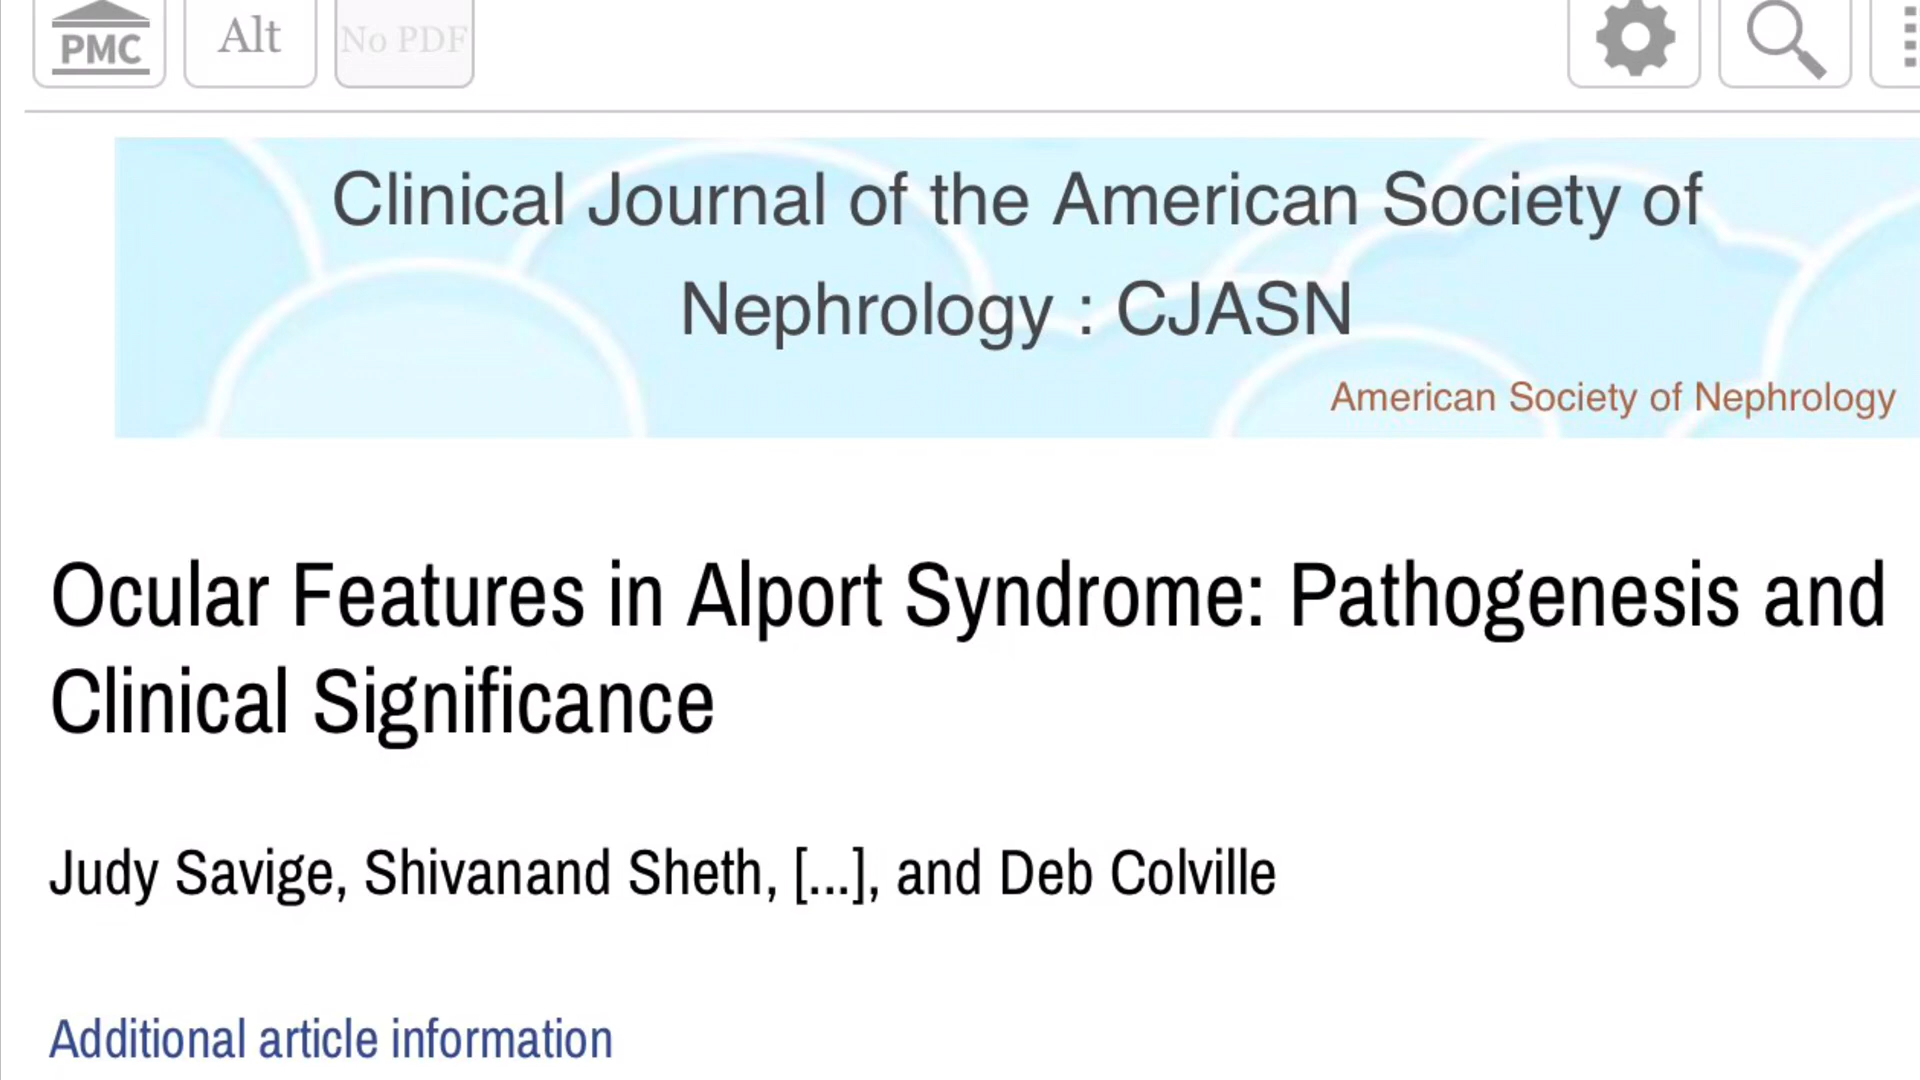 PMC Alt No PDF
Clinical Journal of the American Society of
Nephrology : CJASN
American Society of Nephrology
Ocular Features in Alport Syndrome: Pathogenesis and
Clinical Significance
Judy Savige, Shivanand Sheth, [...], and Deb Colville
Additional article information